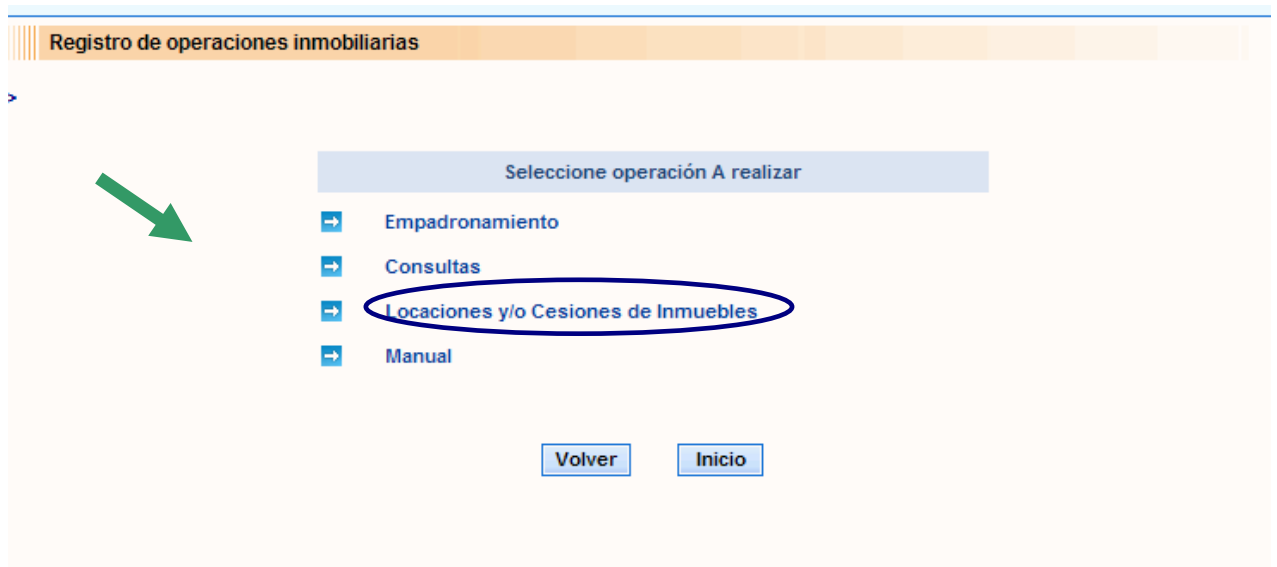 Registro de operaciones inmobiliarias
>
Seleccione operación A realizar
Empadronamiento
Consultas
Locaciones y/o Cesiones de Inmuebles
Manual
Volver Inicio